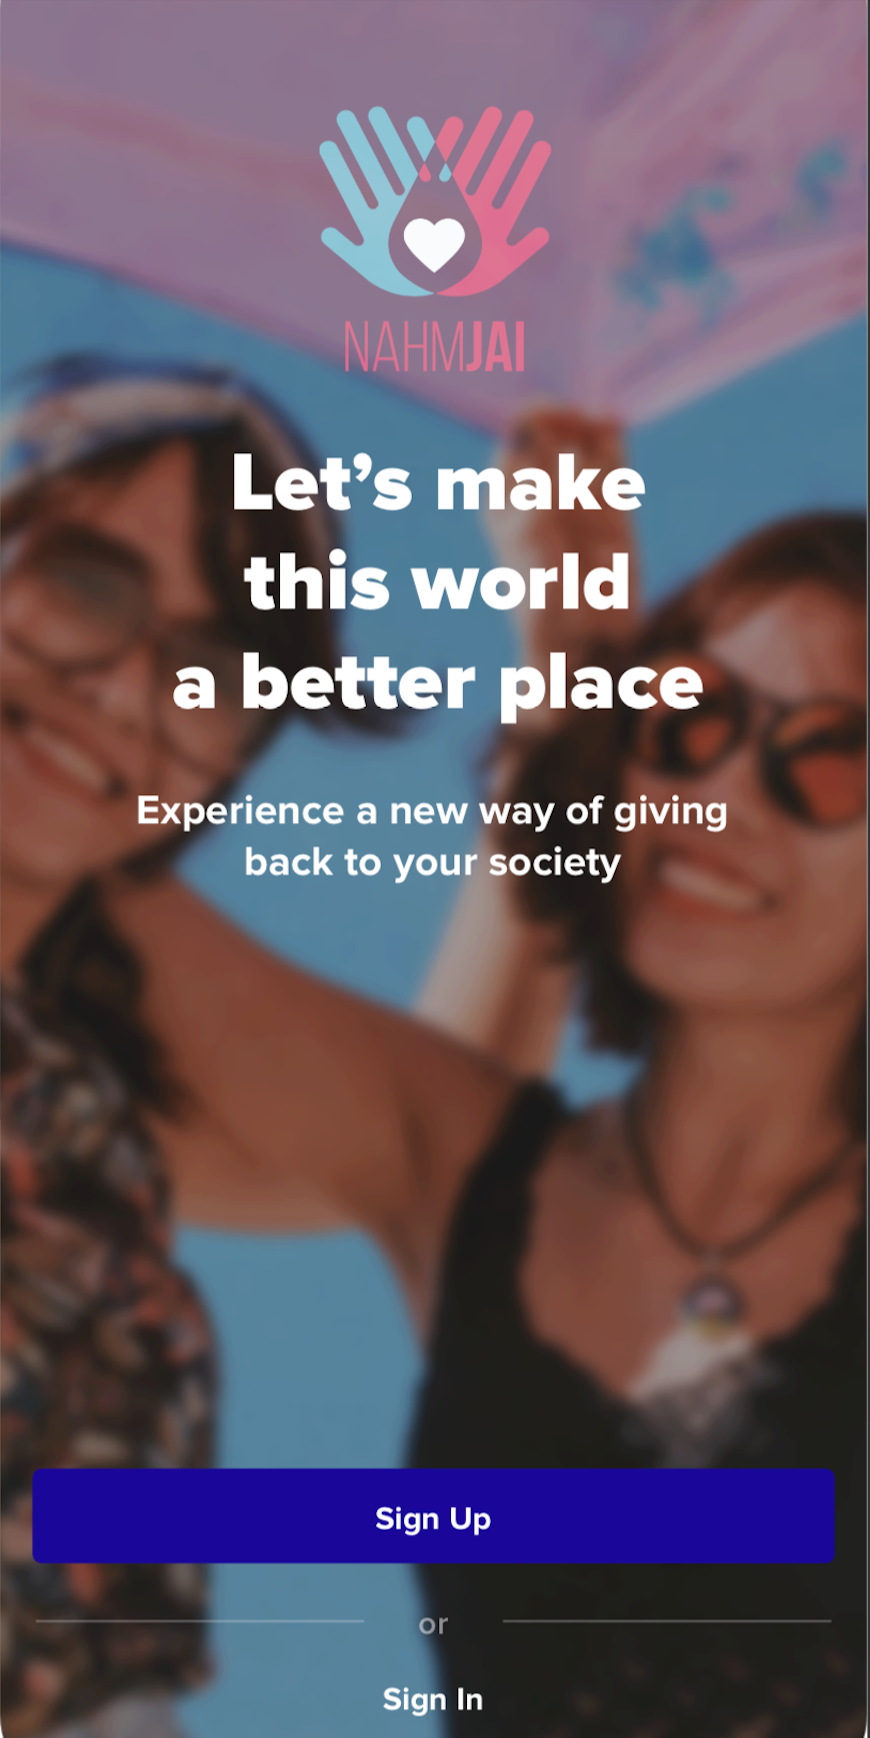 NAHMJAI
Let’s make
this world
a better place
Experience a new way of giving
back to your society
Sign Up
or
Sign In